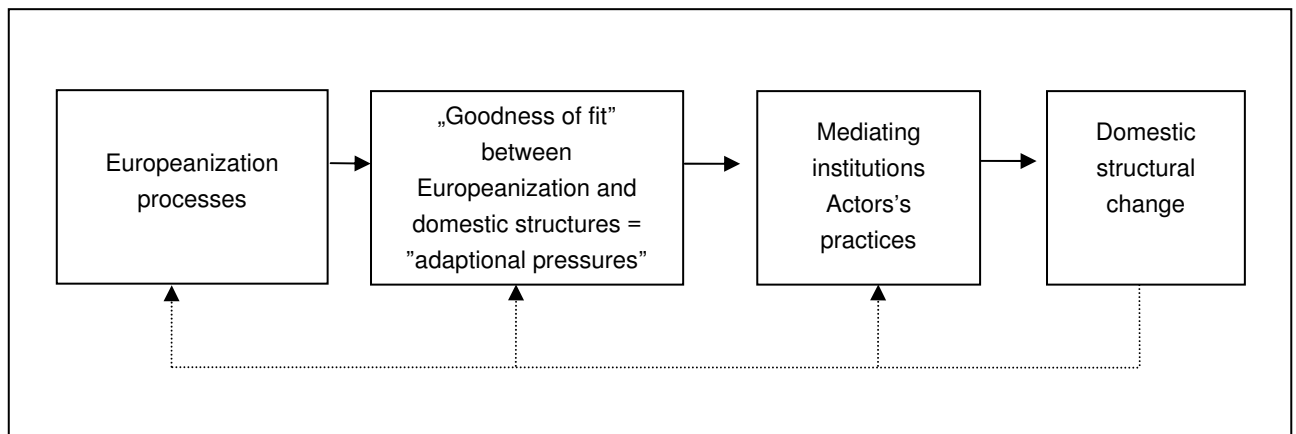 Europeanization
processes
„Goodness of fit”
between
Europeanization and
domestic structures =
”adaptional pressures”
Mediating
institutions
Actors’s
practices
Domestic
structural
change